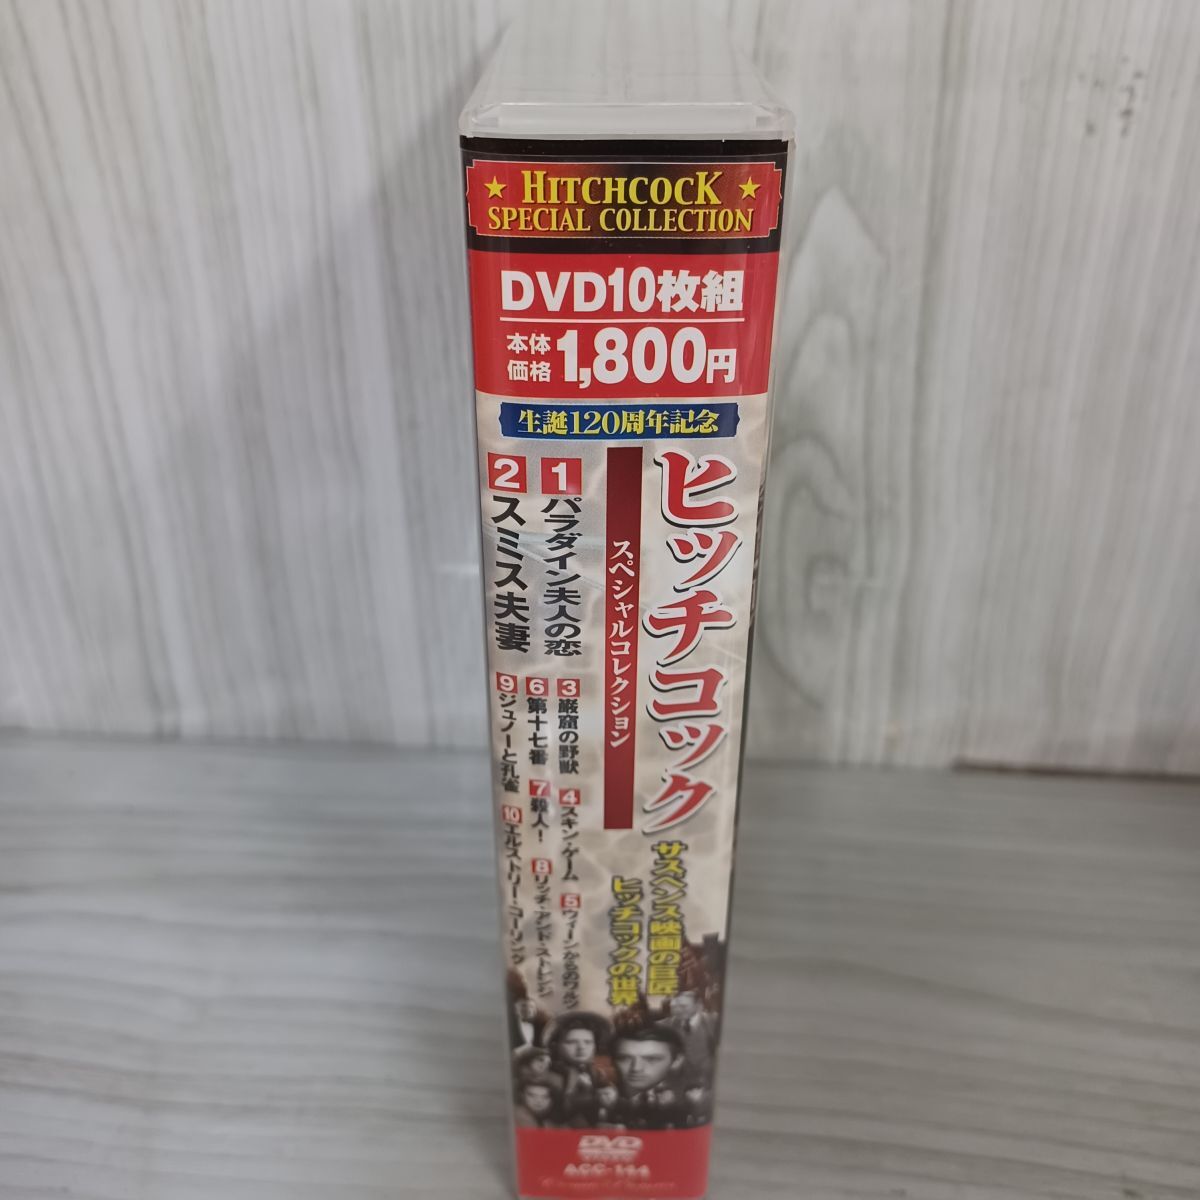 HITCHCOCK
SPECIAL COLLECTION
DVD10枚組
本体価格 1,800円
生誕120周年記念
ヒッチコック
スペシャルコレクション
サスペンス映画の巨匠
ヒッチコックの世界
1 パラダイン夫人の恋
2 スミス夫妻
3 巌窟の野獣
4 スキン・ゲーム
5 ウィーンからのワルツ
6 第十七番
7 殺人!
8 リッチ・アンド・ストレンジ
9 ジュノーと孔雀
10 エルストリー・コーリング
DVD
VIDEO